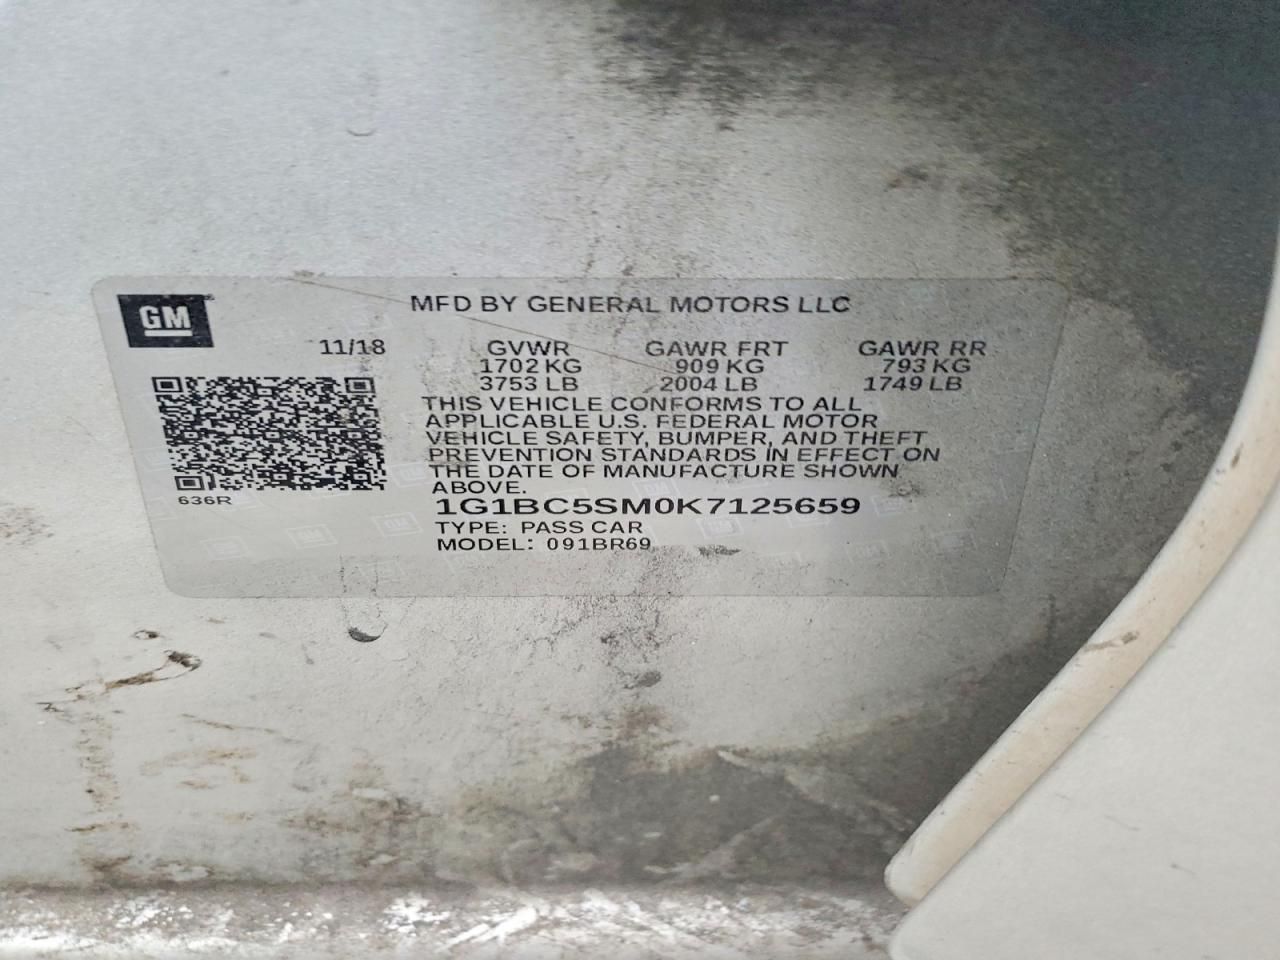 GM
MFD BY GENERAL MOTORS LLC
11/18 GVWR GAWR FRT GAWR RR
1702 KG 909 KG 793 KG
3753 LB 2004 LB 1749 LB
THIS VEHICLE CONFORMS TO ALL
APPLICABLE U.S. FEDERAL MOTOR
VEHICLE SAFETY, BUMPER, AND THEFT
PREVENTION STANDARDS IN EFFECT ON
THE DATE OF MANUFACTURE SHOWN
ABOVE.
636R
1G1BC5SM0K7125659
TYPE: PASS CAR
MODEL: 091BR69